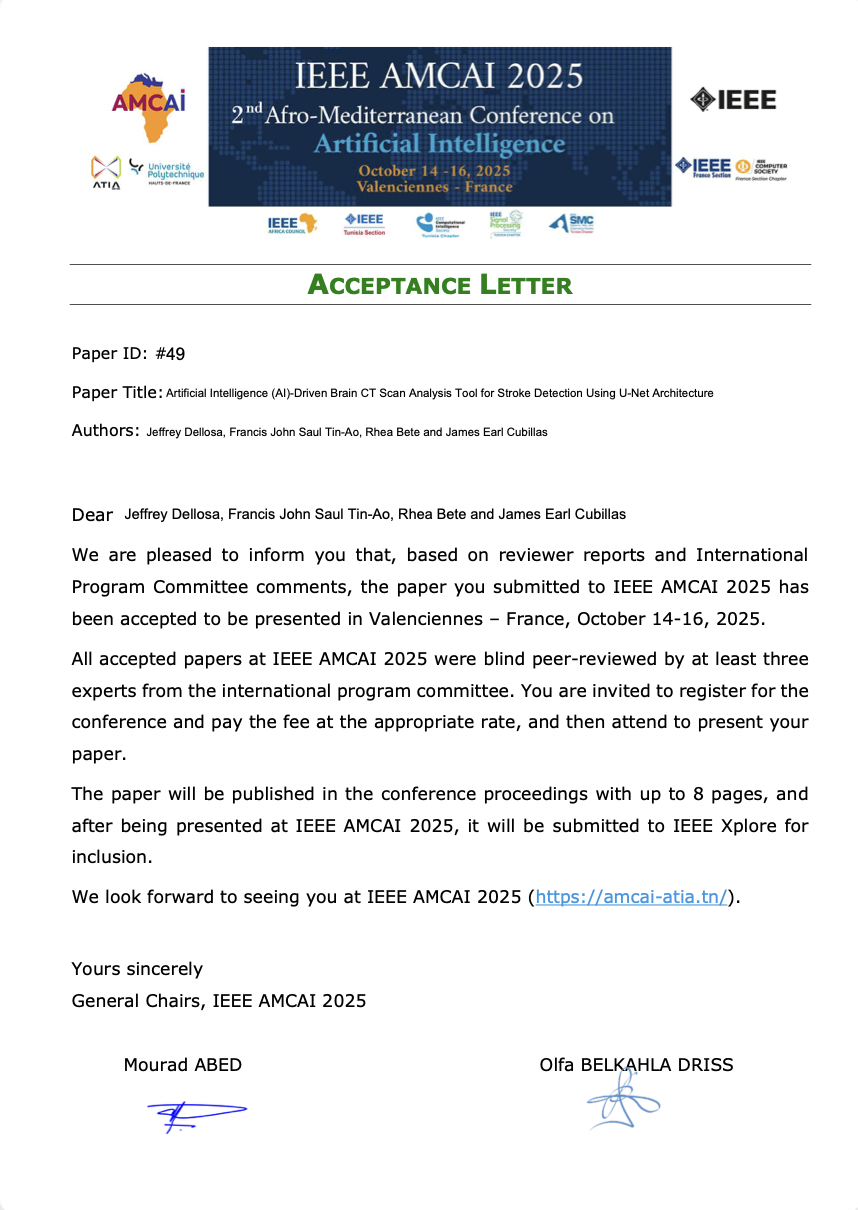 IEEE AMCAI 2025
2nd Afro-Mediterranean Conference on
Artificial Intelligence
October 14 -16, 2025
Valenciennes - France
AMCAI
ATIA
Université
Polytechnique
HAUTS-DE-FRANCE
IEEE
IEEE
France Section
IEEE
COMPUTER
SOCIETY
France Section Chapter
IEEE
AFRICA COUNCIL
IEEE
Tunisia Section
IEEE
Computational
Intelligence
Society
Tunisia Chapter
IEEE
Signal
Processing
Society
SMC
ACCEPTANCE LETTER
Paper ID: #49
Paper Title: Artificial Intelligence (AI)-Driven Brain CT Scan Analysis Tool for Stroke Detection Using U-Net Architecture
Authors: Jeffrey Dellosa, Francis John Saul Tin-Ao, Rhea Bete and James Earl Cubillas
Dear Jeffrey Dellosa, Francis John Saul Tin-Ao, Rhea Bete and James Earl Cubillas
We are pleased to inform you that, based on reviewer reports and International
Program Committee comments, the paper you submitted to IEEE AMCAI 2025 has
been accepted to be presented in Valenciennes – France, October 14-16, 2025.
All accepted papers at IEEE AMCAI 2025 were blind peer-reviewed by at least three
experts from the international program committee. You are invited to register for the
conference and pay the fee at the appropriate rate, and then attend to present your
paper.
The paper will be published in the conference proceedings with up to 8 pages, and
after being presented at IEEE AMCAI 2025, it will be submitted to IEEE Xplore for
inclusion.
We look forward to seeing you at IEEE AMCAI 2025 (https://amcai-atia.tn/).
Yours sincerely
General Chairs, IEEE AMCAI 2025
Mourad ABED
Olfa BELKAHLA DRISS